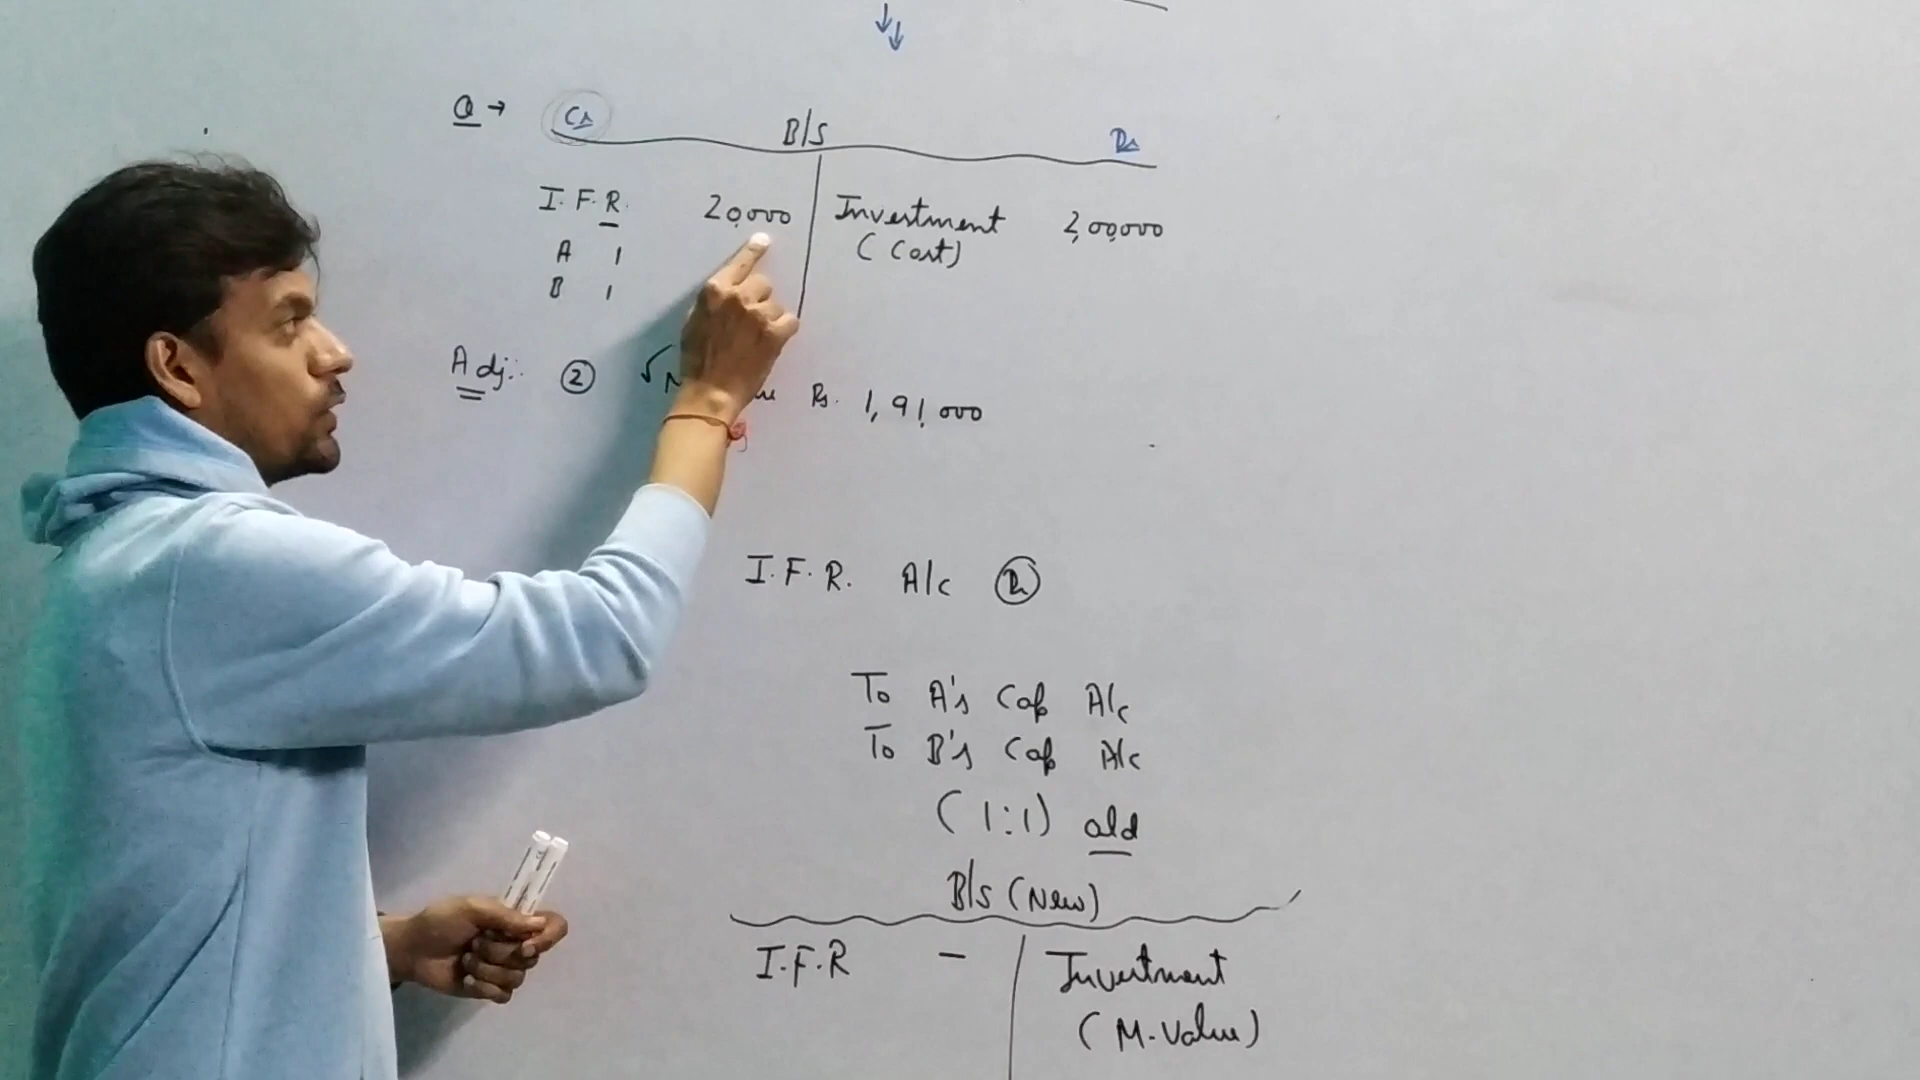 Q → Cr B/S Dr
I.F.R. 20,000 Investment 2,00,000
(Cost)
A 1
B 1
Adj:. ② √ Rs. 1,91,000
I.F.R. A/c Dr
To A's Cap A/c
To B's Cap A/c
(1:1) old
B/S (New)
I.F.R - Investment
(M.Value)